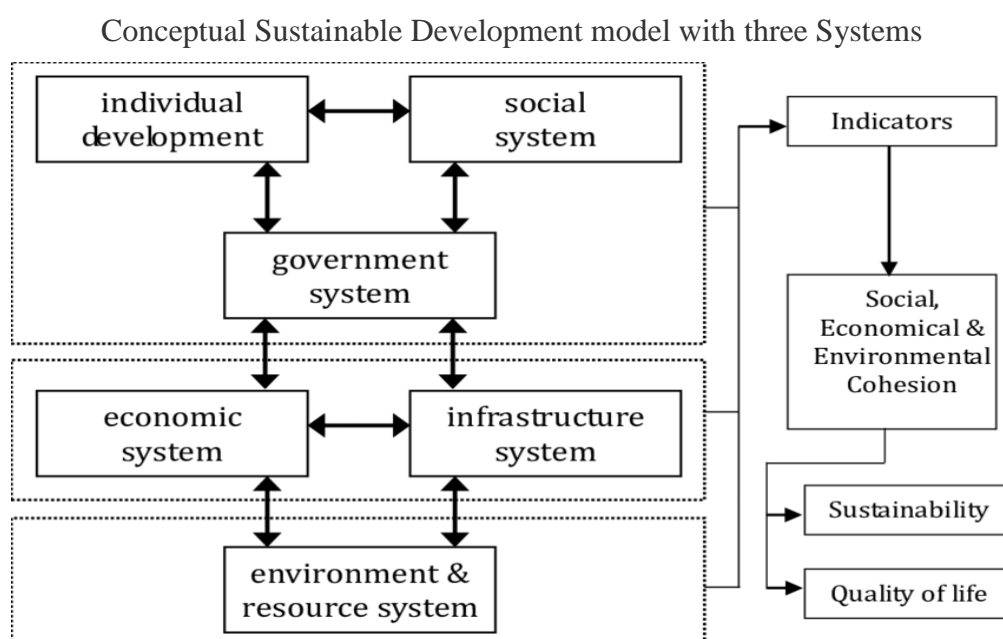 Conceptual Sustainable Development model with three Systems
individual
development
social
system
government
system
economic
system
infrastructure
system
environment &
resource system
Indicators
Social,
Economical &
Environmental
Cohesion
Sustainability
Quality of life